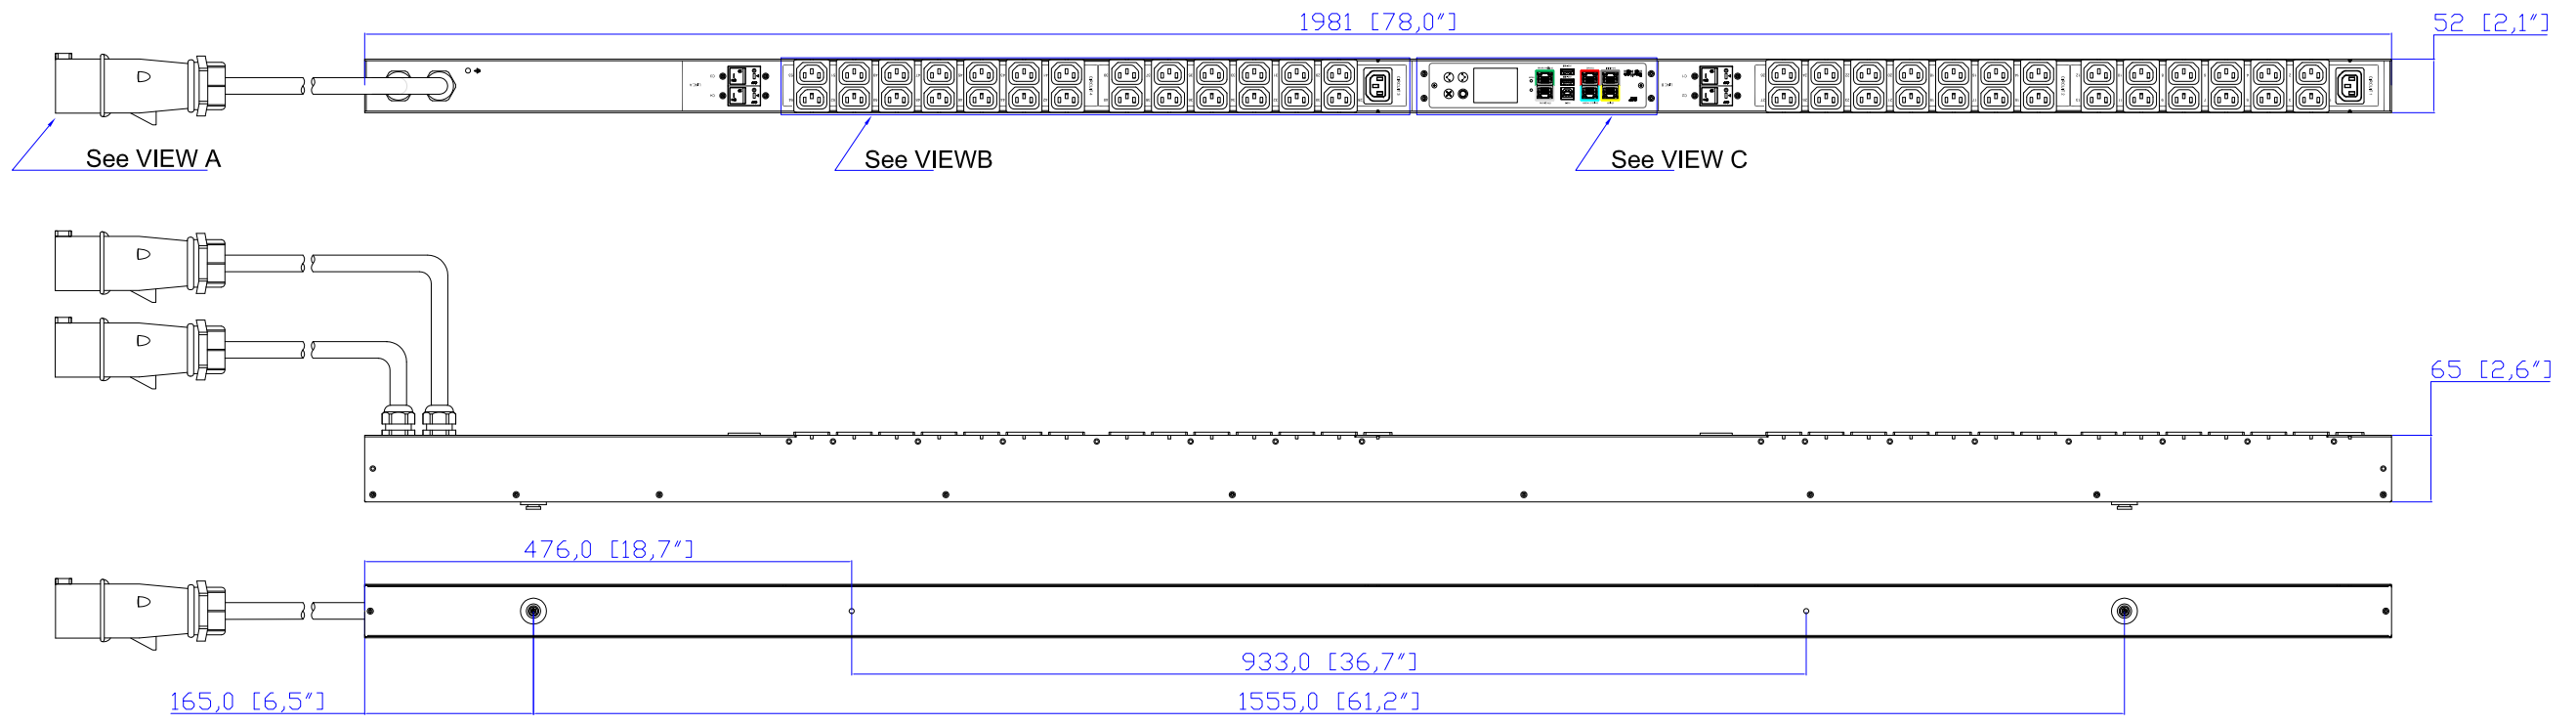 1981 [78,0"]
52 [2,1"]
See VIEW A
See VIEWB
See VIEW C
65 [2,6"]
476,0 [18,7"]
933,0 [36,7"]
165,0 [6,5"]
1555,0 [61,2"]